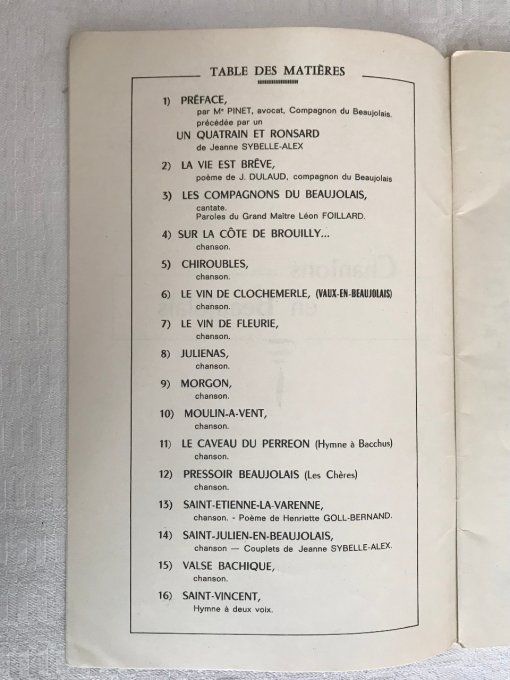 TABLE DES MATIÈRES
1) PRÉFACE,
par Me PINET, avocat, Compagnon du Beaujolais.
précédée par un
UN QUATRAIN ET RONSARD
de Jeanne SYBELLE-ALEX
2) LA VIE EST BRÊVE,
poème de J. DULAUD, compagnon du Beaujolais
3) LES COMPAGNONS DU BEAUJOLAIS,
cantate.
Paroles du Grand Maître Léon FOILLARD.
4) SUR LA CÔTE DE BROUILLY...
chanson.
5) CHIROUBLES,
chanson.
6) LE VIN DE CLOCHEMERLE, (VAUX-EN-BEAUJOLAIS)
chanson.
7) LE VIN DE FLEURIE,
chanson.
8) JULIENAS,
chanson.
9) MORGON,
chanson.
10) MOULIN-A-VENT,
chanson.
11) LE CAVEAU DU PERREON (Hymne à Bacchus)
chanson.
12) PRESSOIR BEAUJOLAIS (Les Chères)
chanson.
13) SAINT-ETIENNE-LA-VARENNE,
chanson. - Poème de Henriette GOLL-BERNAND.
14) SAINT-JULIEN-EN-BEAUJOLAIS,
chanson — Couplets de Jeanne SYBELLE-ALEX.
15) VALSE BACHIQUE,
chanson.
16) SAINT-VINCENT,
Hymne à deux voix.